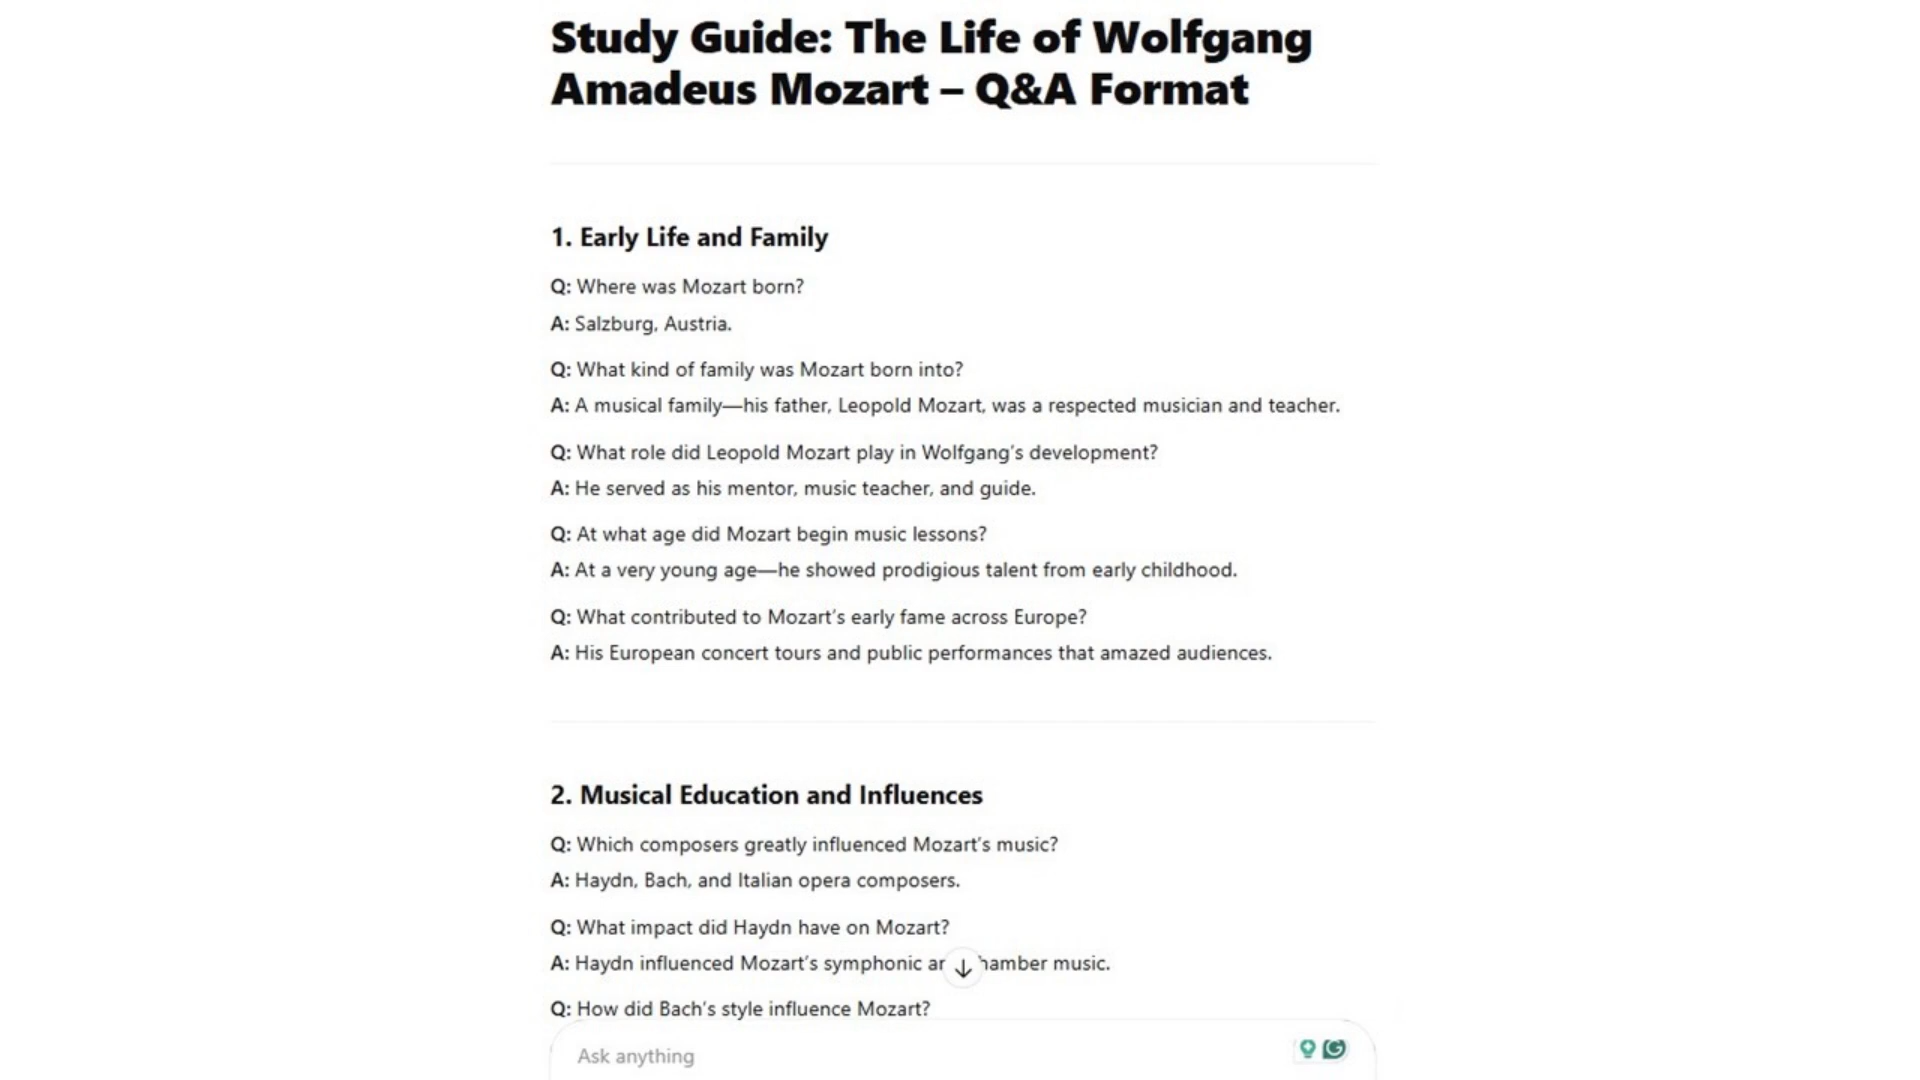 Study Guide: The Life of Wolfgang
Amadeus Mozart – Q&A Format
1. Early Life and Family
Q: Where was Mozart born?
A: Salzburg, Austria.
Q: What kind of family was Mozart born into?
A: A musical family—his father, Leopold Mozart, was a respected musician and teacher.
Q: What role did Leopold Mozart play in Wolfgang's development?
A: He served as his mentor, music teacher, and guide.
Q: At what age did Mozart begin music lessons?
A: At a very young age—he showed prodigious talent from early childhood.
Q: What contributed to Mozart's early fame across Europe?
A: His European concert tours and public performances that amazed audiences.
2. Musical Education and Influences
Q: Which composers greatly influenced Mozart's music?
A: Haydn, Bach, and Italian opera composers.
Q: What impact did Haydn have on Mozart?
A: Haydn influenced Mozart's symphonic music.
Q: How did Bach's style influence Mozart?
Ask anything